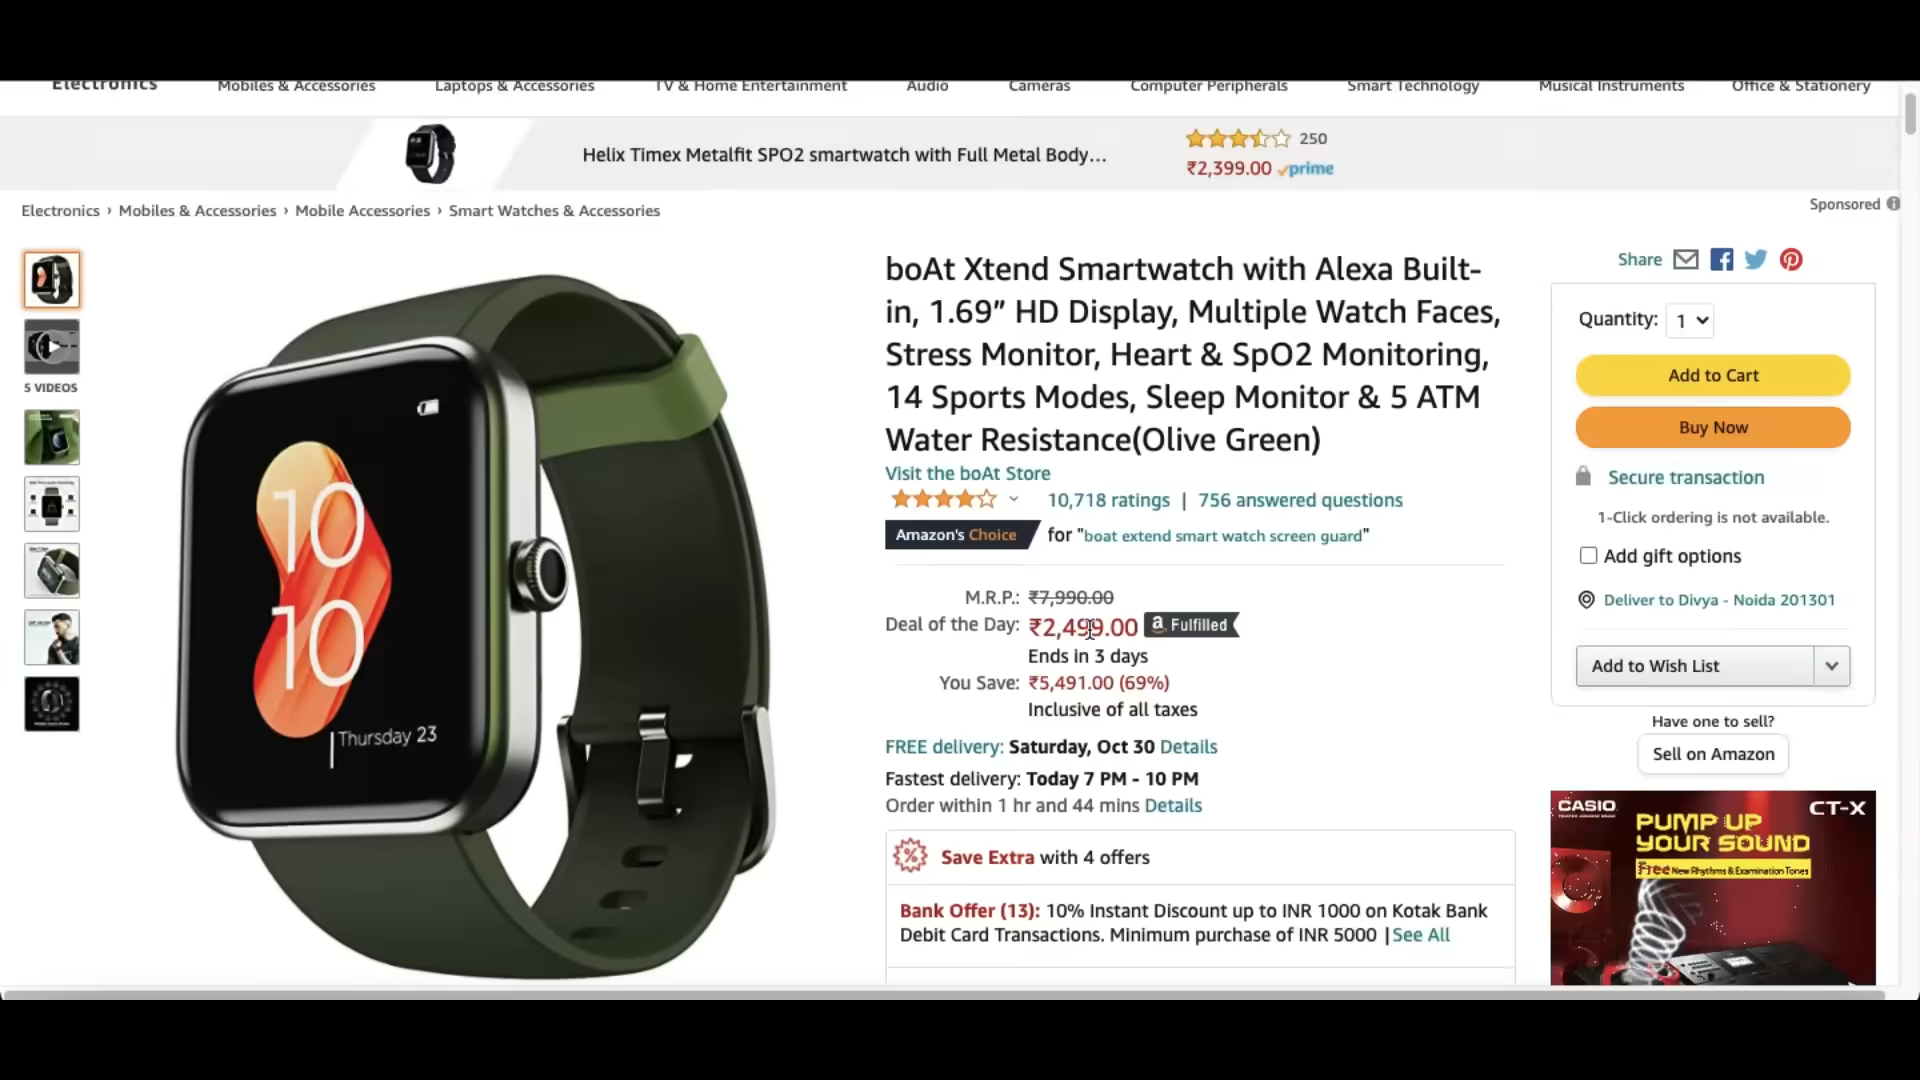 Electronics
Mobiles & Accessories
Laptops & Accessories
TV & Home Entertainment
Audio
Cameras
Computer Peripherals
Smart Technology
Musical Instruments
Office & Stationery
Helix Timex Metalfit SPO2 smartwatch with Full Metal Body...
250
₹2,399.00 prime
Electronics › Mobiles & Accessories › Mobile Accessories › Smart Watches & Accessories
Sponsored
5 VIDEOS
10
10
Thursday 23
boAt Xtend Smartwatch with Alexa Built-
in, 1.69” HD Display, Multiple Watch Faces,
Stress Monitor, Heart & SpO2 Monitoring,
14 Sports Modes, Sleep Monitor & 5 ATM
Water Resistance(Olive Green)
Visit the boAt Store
10,718 ratings | 756 answered questions
Amazon's Choice for "boat extend smart watch screen guard"
M.R.P.: ₹7,990.00
Deal of the Day: ₹2,499.00 a Fulfilled
Ends in 3 days
You Save: ₹5,491.00 (69%)
Inclusive of all taxes
FREE delivery: Saturday, Oct 30 Details
Fastest delivery: Today 7 PM - 10 PM
Order within 1 hr and 44 mins Details
Save Extra with 4 offers
Bank Offer (13): 10% Instant Discount up to INR 1000 on Kotak Bank
Debit Card Transactions. Minimum purchase of INR 5000 | See All
Share
Quantity: 1
Add to Cart
Buy Now
Secure transaction
1-Click ordering is not available.
Add gift options
Deliver to Divya - Noida 201301
Add to Wish List
Have one to sell?
Sell on Amazon
CASIO
CT-X
PUMP UP
YOUR SOUND
Free New Rhythms & Examination Tones